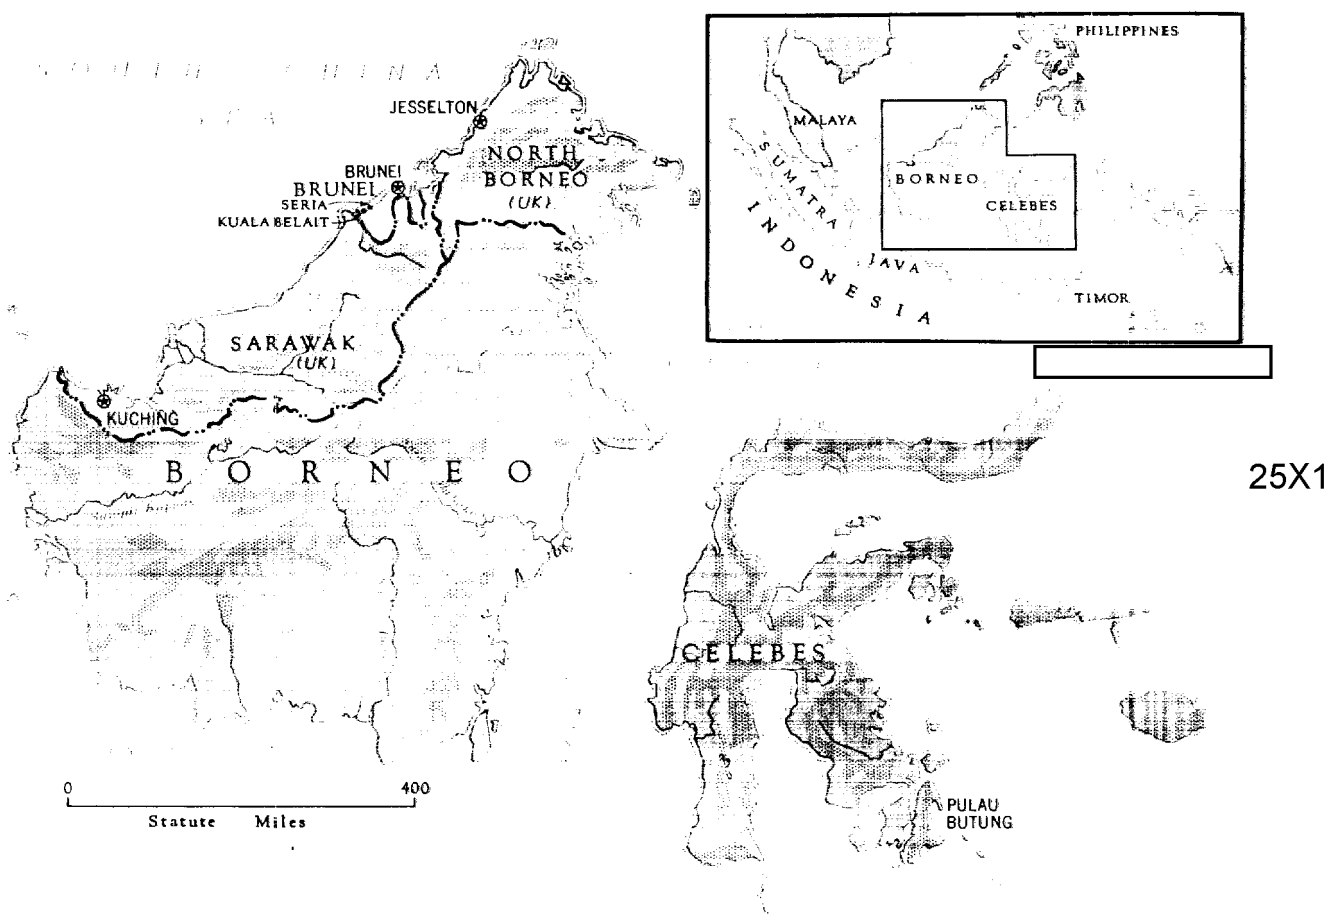 SOUTH CHINA
SEA
JESSELTON
NORTH
BORNEO
(UK)
BRUNEI
BRUNEI
SERIA
KUALA BELAIT
SARAWAK
(UK)
KUCHING
BORNEO
CELEBES
PULAU
BUTUNG
0 400
Statute Miles
PHILIPPINES
MALAYA
SUMATRA
BORNEO
CELEBES
INDONESIA
JAVA
TIMOR
25X1